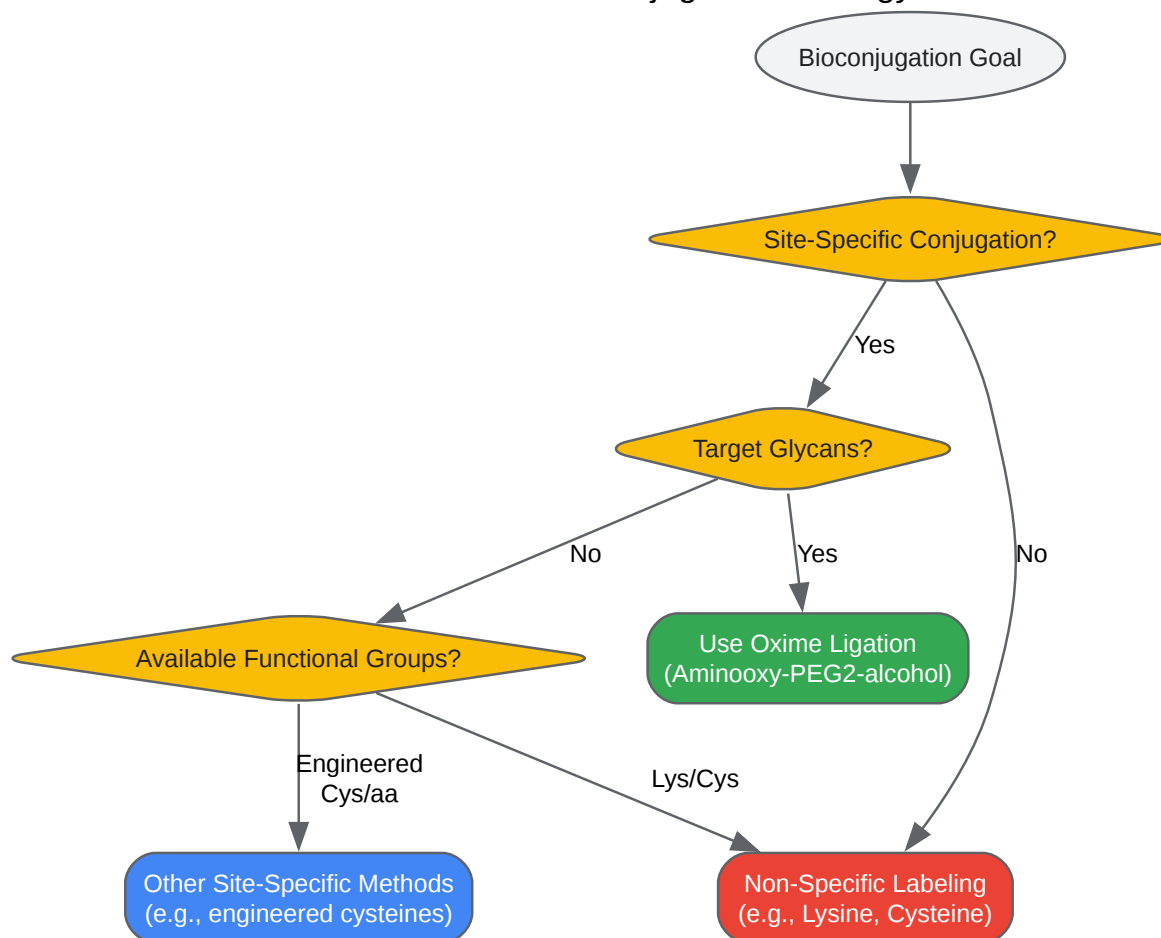 Bioconjugation Goal
Site-Specific Conjugation?
Yes
Target Glycans?
No
Yes
No
Use Oxime Ligation
(Aminooxy-PEG2-alcohol)
Available Functional Groups?
Engineered
Cys/aa
Lys/Cys
Other Site-Specific Methods
(e.g., engineered cysteines)
Non-Specific Labeling
(e.g., Lysine, Cysteine)